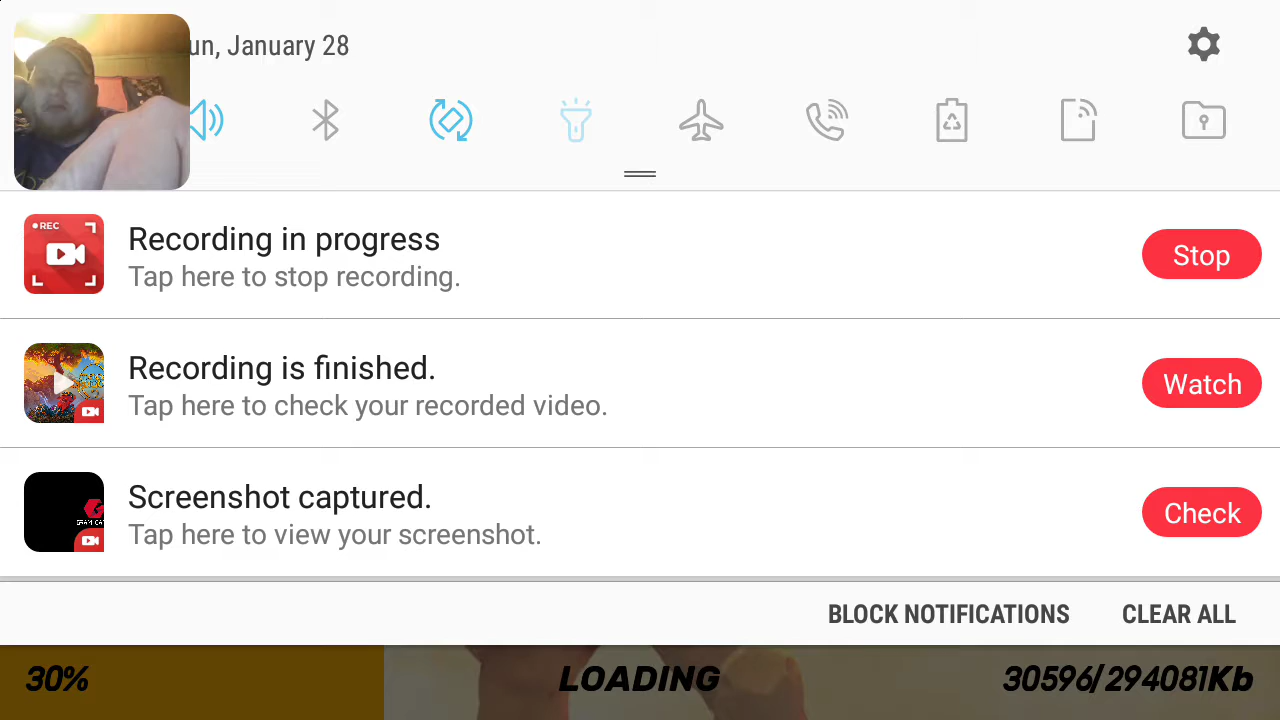 un, January 28
REC
Recording in progress
Tap here to stop recording.
Stop
Recording is finished.
Tap here to check your recorded video.
Watch
Screenshot captured.
Tap here to view your screenshot.
Check
BLOCK NOTIFICATIONS CLEAR ALL
30% LOADING 30596/294081Kb